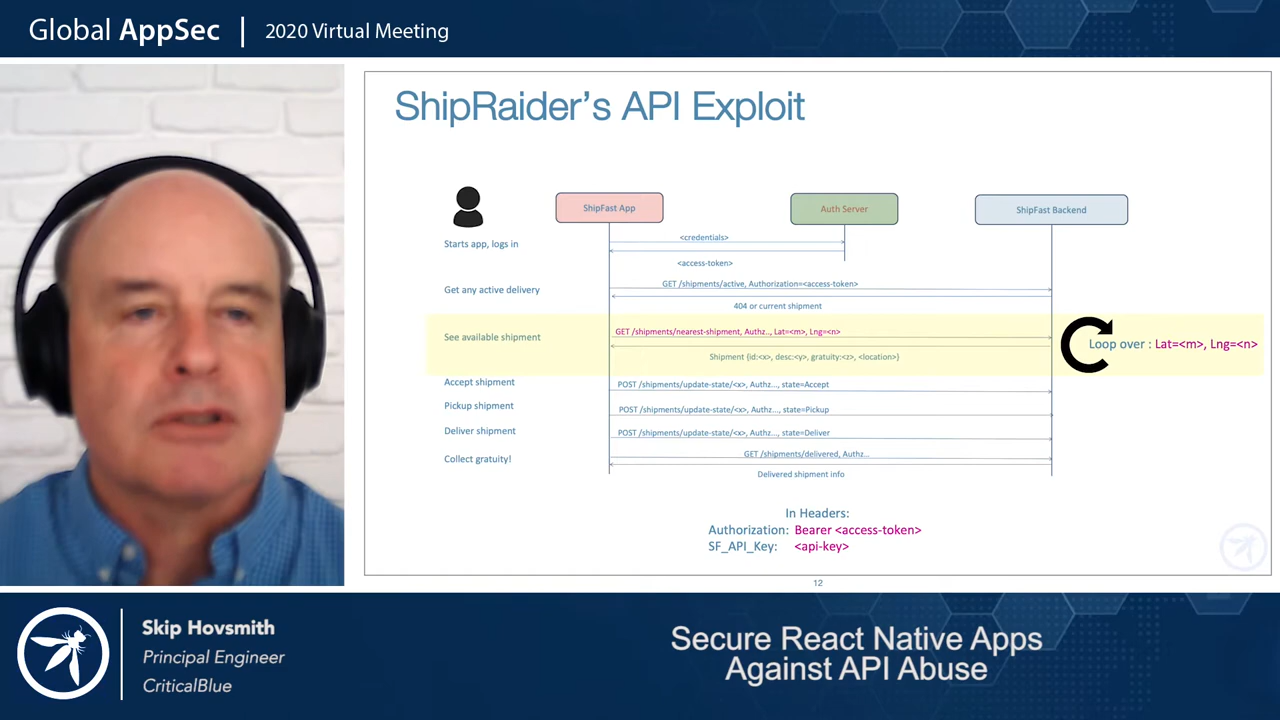 Global AppSec | 2020 Virtual Meeting
ShipRaider's API Exploit
ShipFast App
Auth Server
ShipFast Backend
Starts app, logs in
<credentials>
<access-token>
Get any active delivery
GET /shipments/active, Authorization=<access-token>
404 or current shipment
See available shipment
GET /shipments/nearest-shipment, Authz.., Lat=<m>, Lng=<n>
Shipment {id:<x>, desc:<y>, gratuity:<z>, <location>}
Loop over : Lat=<m>, Lng=<n>
Accept shipment
POST /shipments/update-state/<x>, Authz..., state=Accept
Pickup shipment
POST /shipments/update-state/<x>, Authz..., state=Pickup
Deliver shipment
POST /shipments/update-state/<x>, Authz..., state=Deliver
Collect gratuity!
GET /shipments/delivered, Authz..
Delivered shipment info
In Headers:
Authorization: Bearer <access-token>
SF_API_Key: <api-key>
12
Skip Hovsmith
Principal Engineer
CriticalBlue
Secure React Native Apps
Against API Abuse